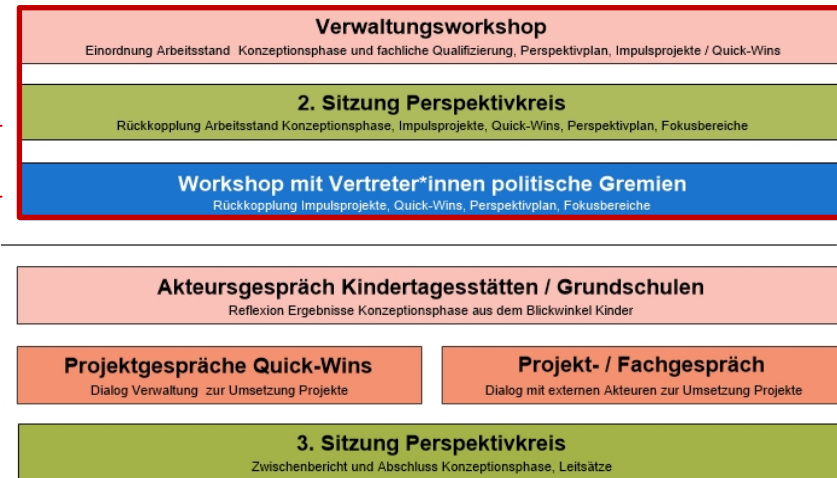 Verwaltungsworkshop
Einordnung Arbeitsstand Konzeptionsphase und fachliche Qualifizierung, Perspektivplan, Impulsprojekte / Quick-Wins
2. Sitzung Perspektivkreis
Rückkopplung Arbeitsstand Konzeptionsphase, Impulsprojekte, Quick-Wins, Perspektivplan, Fokusbereiche
Workshop mit Vertreter*innen politische Gremien
Rückkopplung Impulsprojekte, Quick-Wins, Perspektivplan, Fokusbereiche
Akteursgespräch Kindertagesstätten / Grundschulen
Reflexion Ergebnisse Konzeptionsphase aus dem Blickwinkel Kinder
Projektgespräche Quick-Wins
Dialog Verwaltung zur Umsetzung Projekte
Projekt- / Fachgespräch
Dialog mit externen Akteuren zur Umsetzung Projekte
3. Sitzung Perspektivkreis
Zwischenbericht und Abschluss Konzeptionsphase, Leitsätze